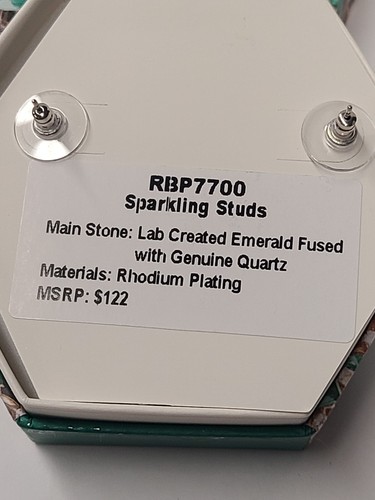 RBP7700
Sparkling Studs
Main Stone: Lab Created Emerald Fused
with Genuine Quartz
Materials: Rhodium Plating
MSRP: $122